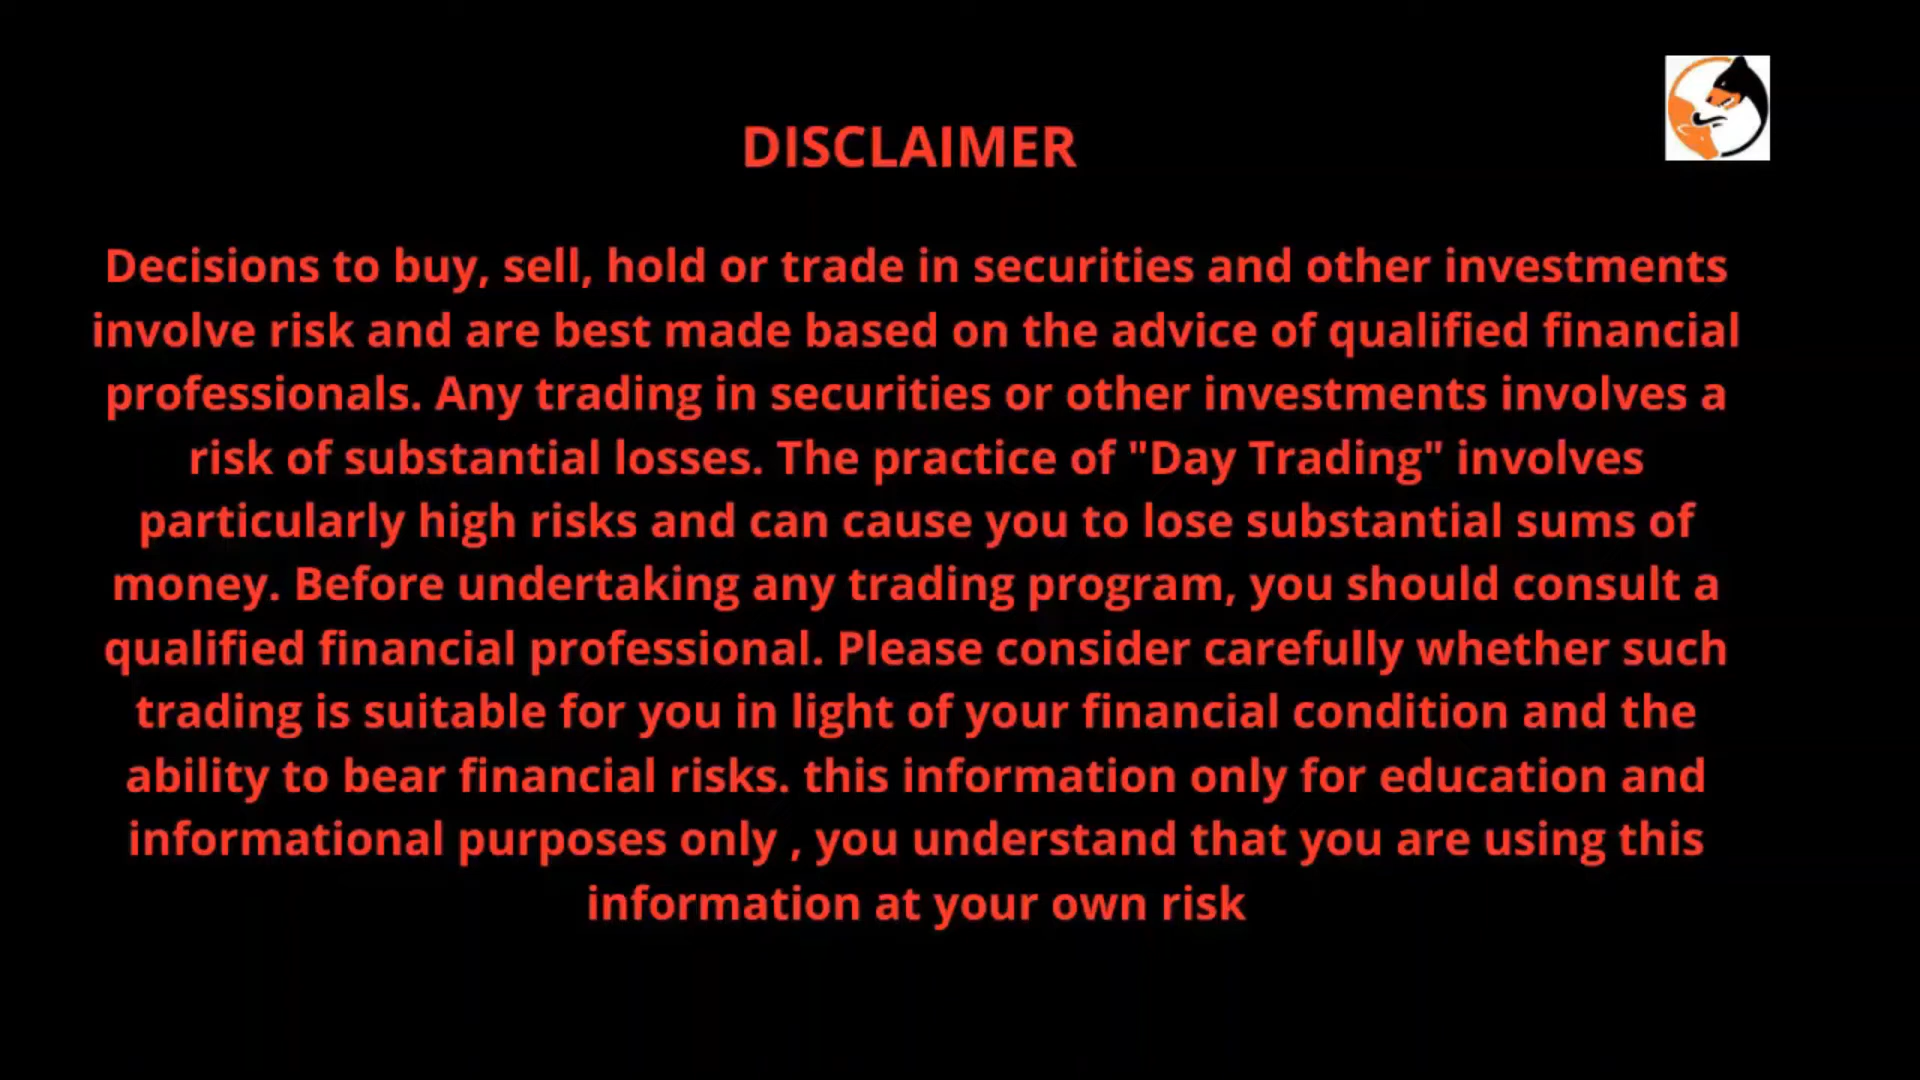 DISCLAIMER
Decisions to buy, sell, hold or trade in securities and other investments
involve risk and are best made based on the advice of qualified financial
professionals. Any trading in securities or other investments involves a
risk of substantial losses. The practice of "Day Trading" involves
particularly high risks and can cause you to lose substantial sums of
money. Before undertaking any trading program, you should consult a
qualified financial professional. Please consider carefully whether such
trading is suitable for you in light of your financial condition and the
ability to bear financial risks. this information only for education and
informational purposes only , you understand that you are using this
information at your own risk